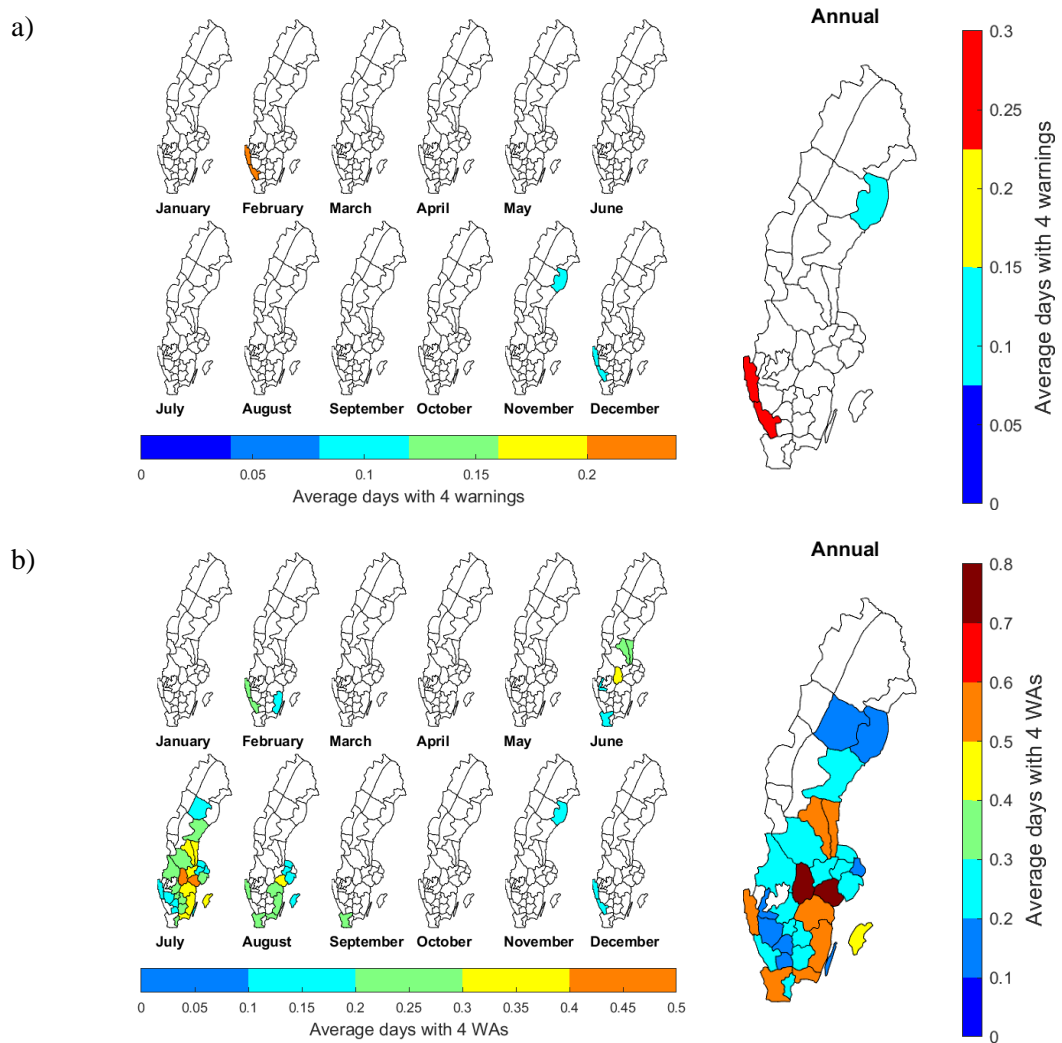 a)
Annual
January February March April May June
July August September October November December
0 0.05 0.1 0.15 0.2
Average days with 4 warnings
0.3
0.25
0.2
0.15
0.1
0.05
0
Average days with 4 warnings
b)
Annual
January February March April May June
July August September October November December
0 0.05 0.1 0.15 0.2 0.25 0.3 0.35 0.4 0.45 0.5
Average days with 4 WAs
0.8
0.7
0.6
0.5
0.4
0.3
0.2
0.1
0
Average days with 4 WAs